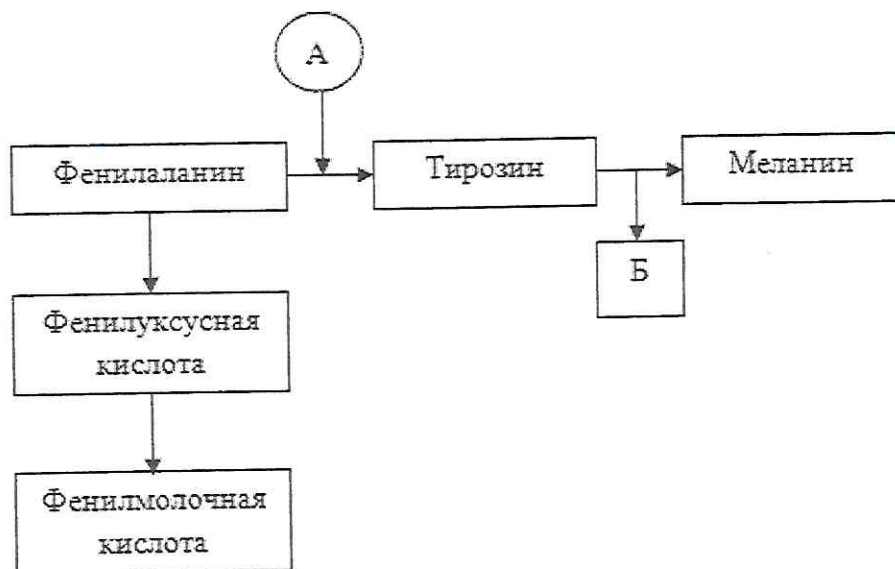 А
Фенилаланин
Тирозин
Меланин
Б
Фенилуксусная
кислота
Фенилмолочная
кислота